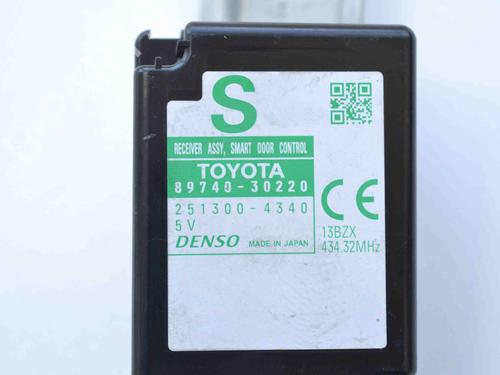 S
RECEIVER ASSY, SMART DOOR CONTROL
TOYOTA
89740-30220
251300-4340
5V
DENSO MADE IN JAPAN
CE
13BZX
434.32MHz